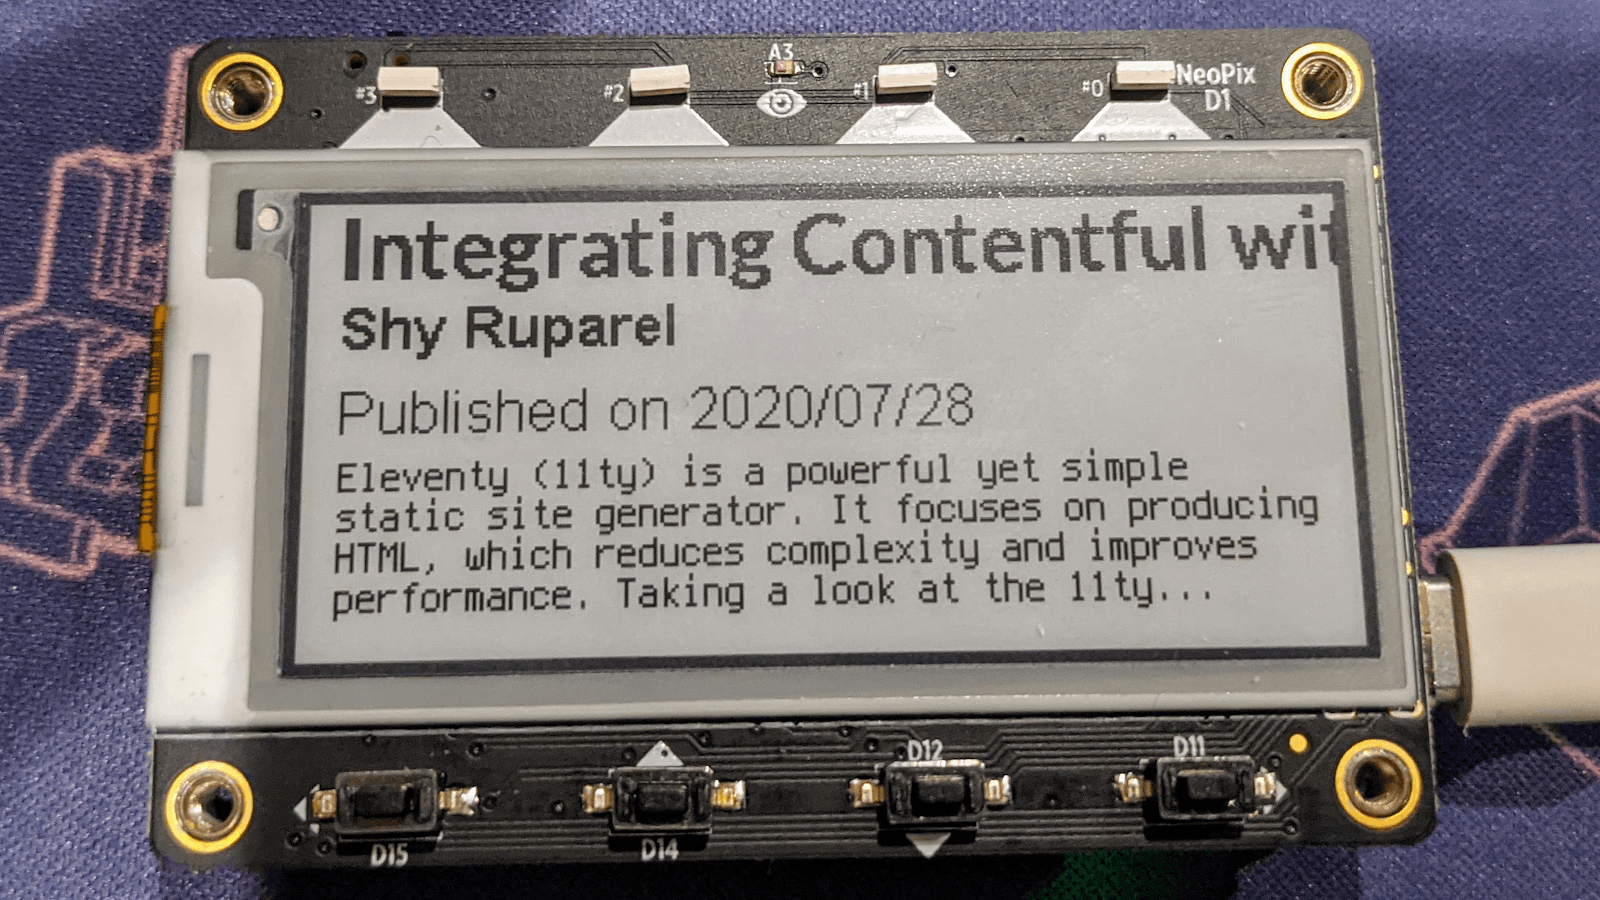 A3
#3
#2
#1
#0
NeoPix
D1
Integrating Contentful wit
Shy Ruparel
Published on 2020/07/28
Eleventy (11ty) is a powerful yet simple
static site generator. It focuses on producing
HTML, which reduces complexity and improves
performance. Taking a look at the 11ty...
D15
D14
D12
D11